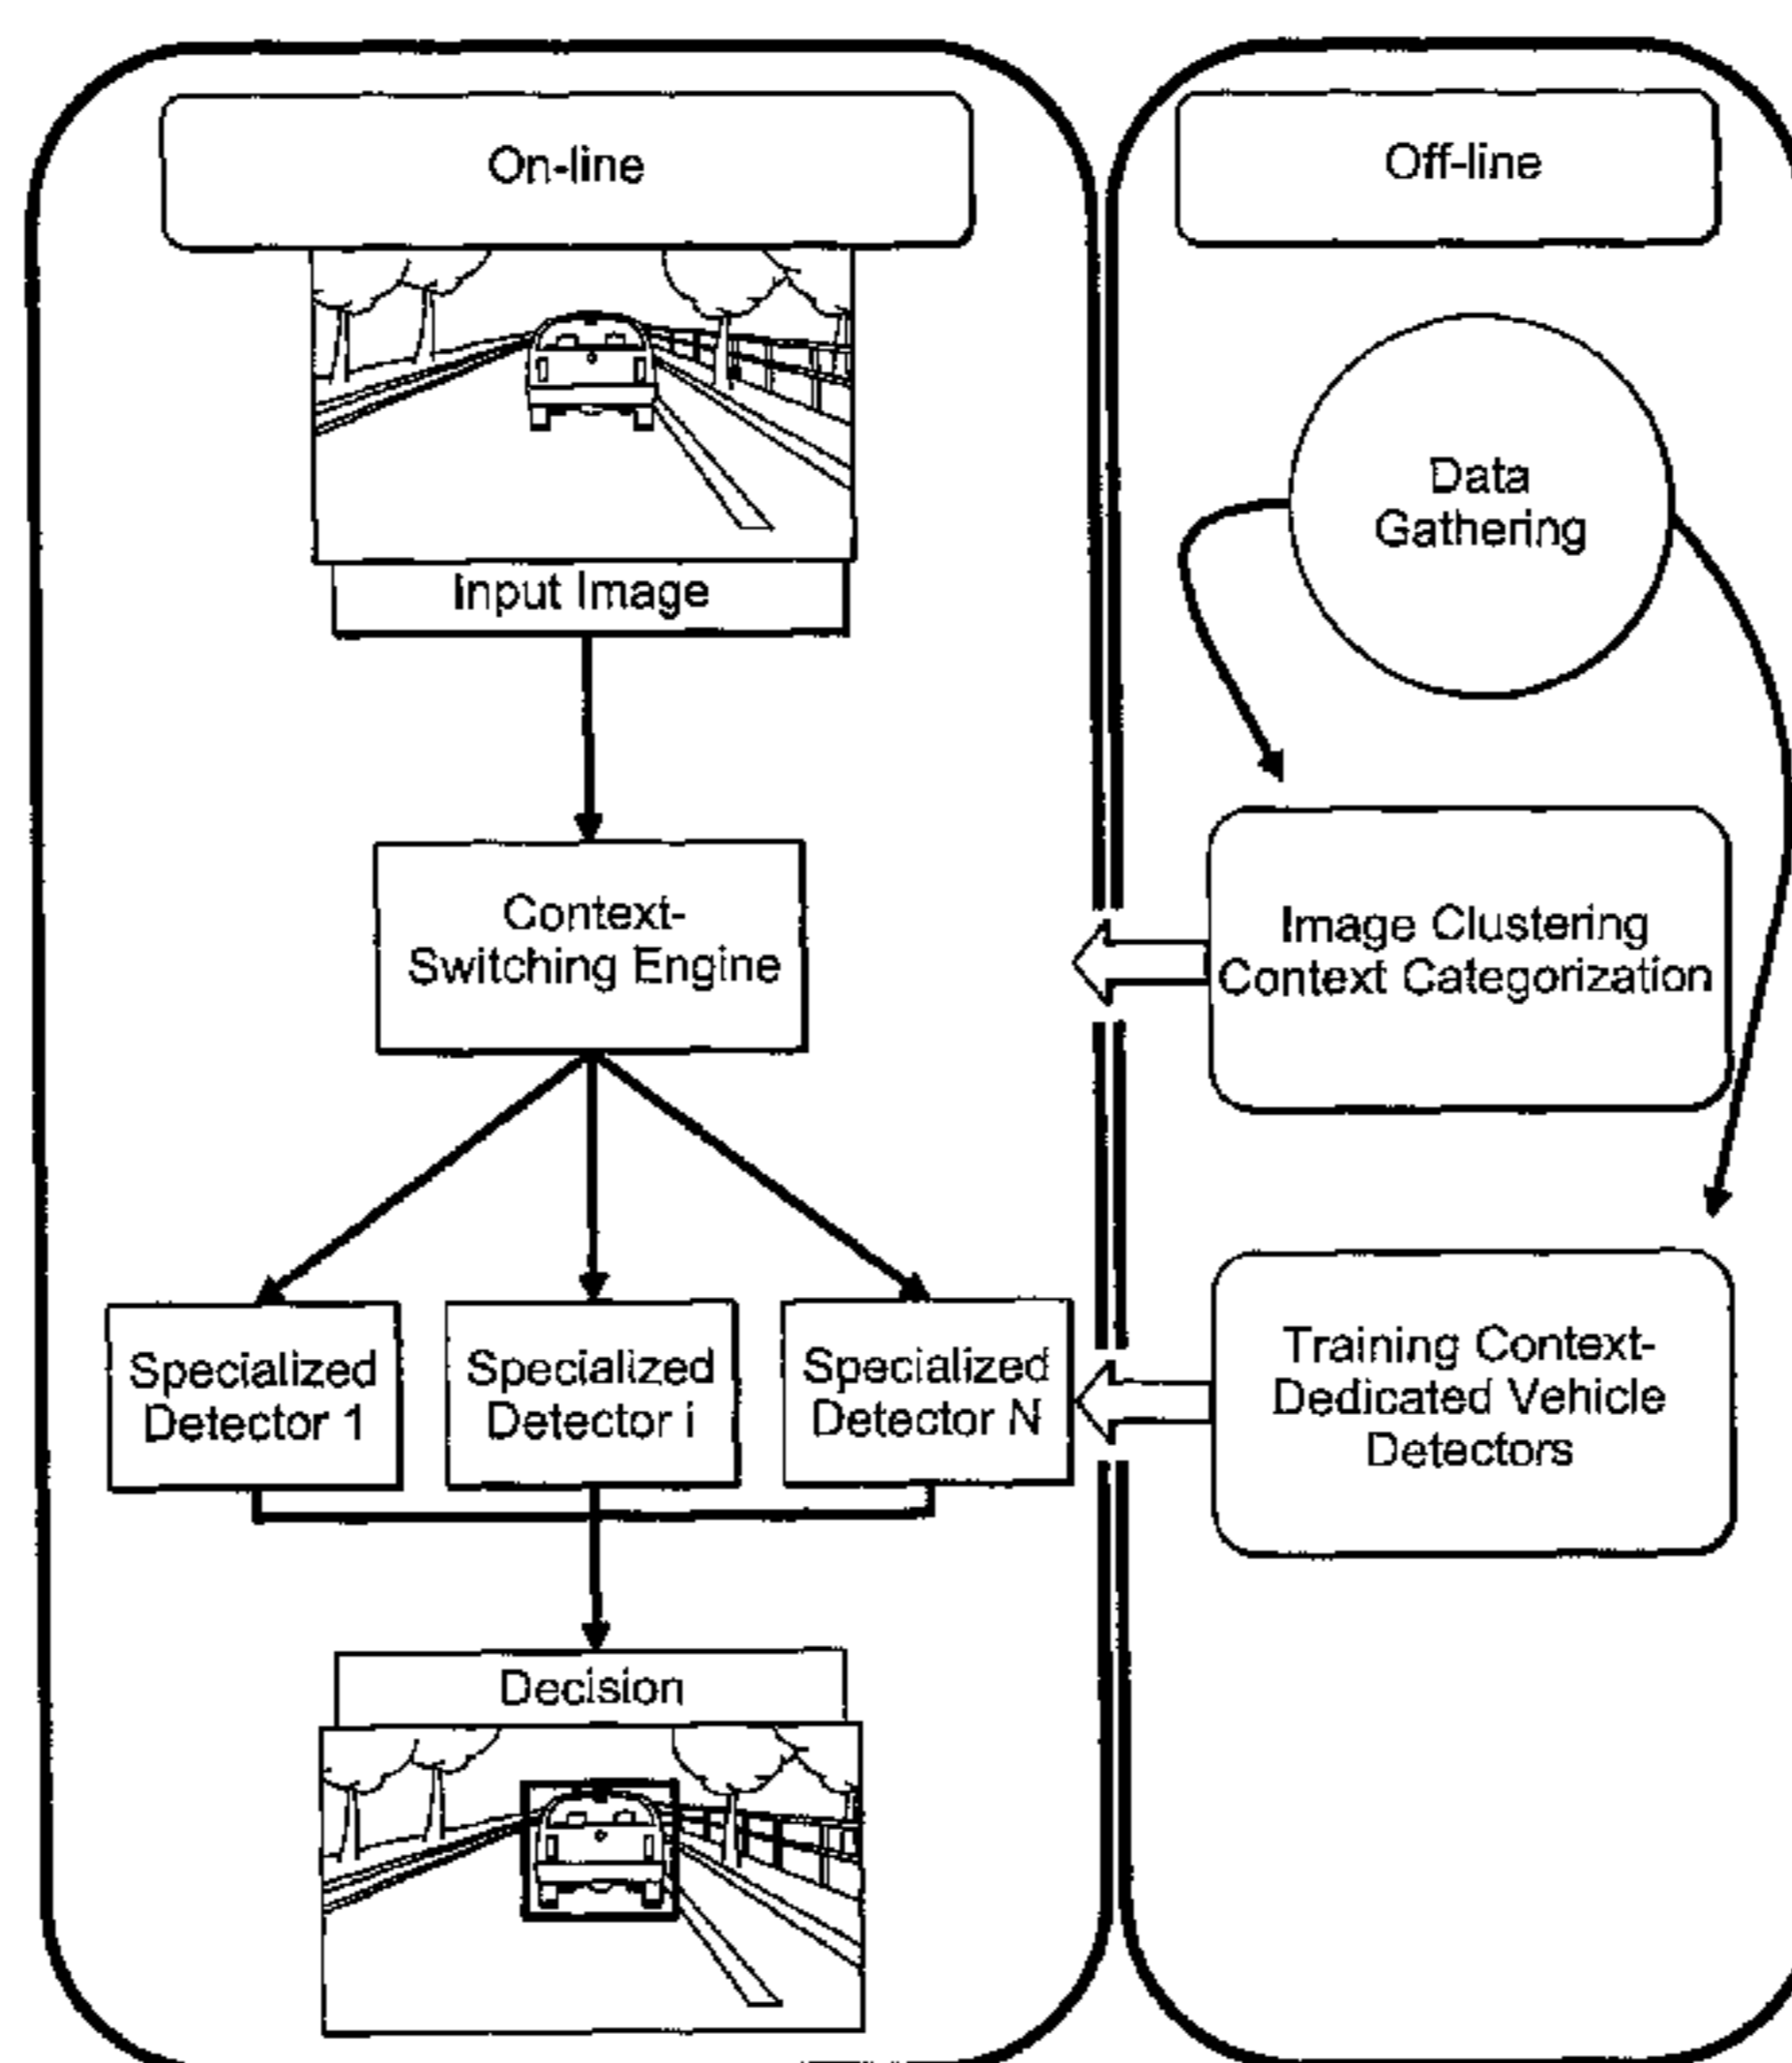 On-line
Input Image
Context-
Switching Engine
Specialized
Detector 1
Specialized
Detector i
Specialized
Detector N
Decision
Off-line
Data
Gathering
Image Clustering
Context Categorization
Training Context-
Dedicated Vehicle
Detectors